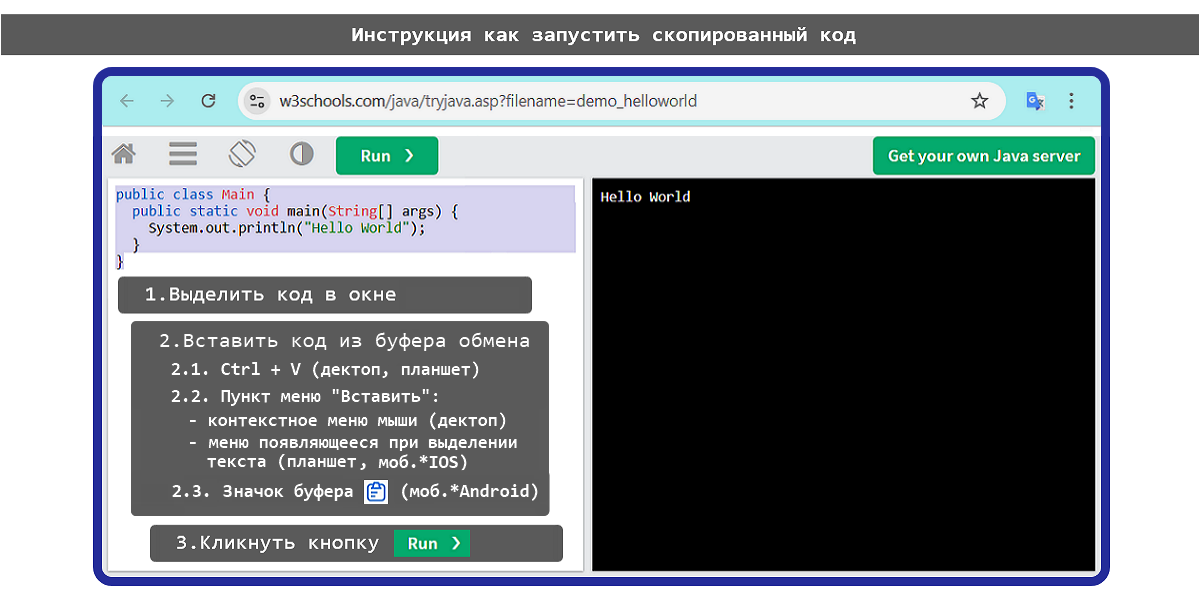 Инструкция как запустить скопированный код
w3schools.com/java/tryjava.asp?filename=demo_helloworld
Run
Get your own Java server
public class Main {
public static void main(String[] args) {
System.out.println("Hello World");
}
}
Hello World
1.Выделить код в окне
2.Вставить код из буфера обмена
2.1. Ctrl + V (дектоп, планшет)
2.2. Пункт меню "Вставить":
- контекстное меню мыши (дектоп)
- меню появляющееся при выделении
текста (планшет, моб.*IOS)
2.3. Значок буфера (моб.*Android)
3.Кликнуть кнопку Run